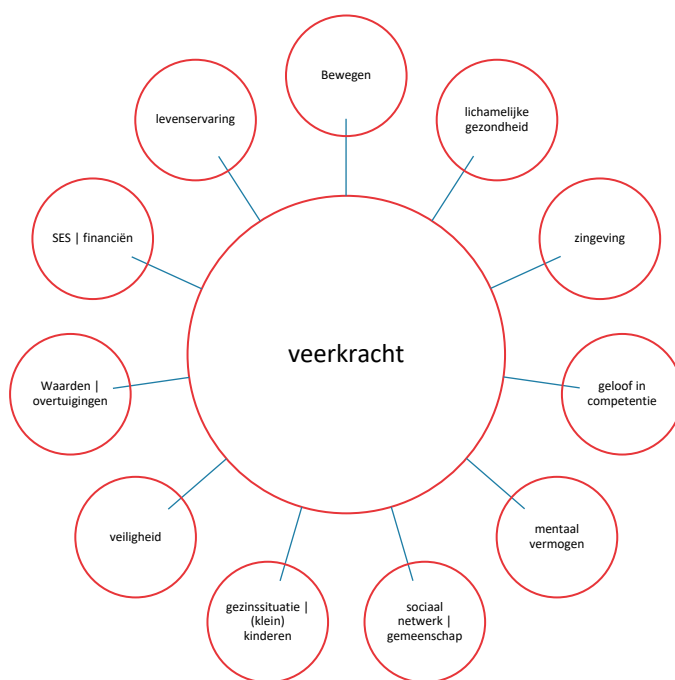 Bewegen
lichamelijke
gezondheid
zingeving
geloof in
competentie
mentaal
vermogen
sociaal
netwerk |
gemeenschap
gezinssituatie |
(klein)
kinderen
veiligheid
Waarden |
overtuigingen
SES | financiën
levenservaring
veerkracht